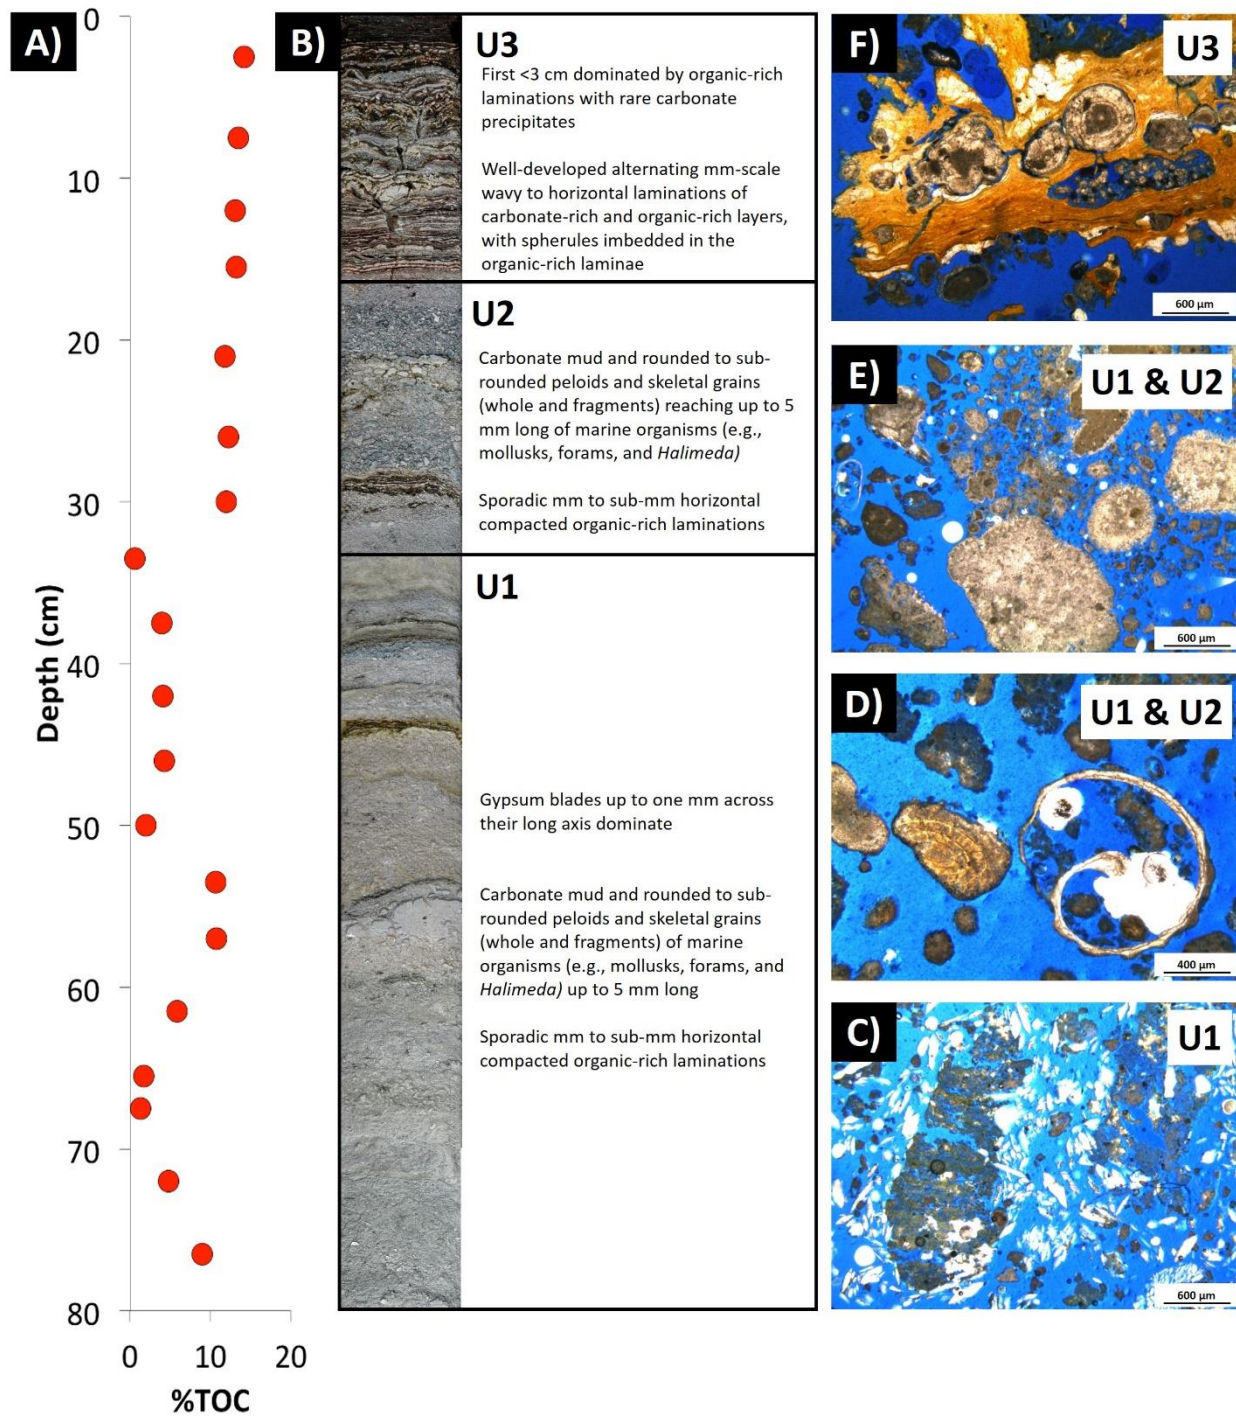 A)
0
10
20
30
40
50
60
70
80
Depth (cm)
0 10 20
%TOC
B)
U3
First <3 cm dominated by organic-rich
laminations with rare carbonate
precipitates
Well-developed alternating mm-scale
wavy to horizontal laminations of
carbonate-rich and organic-rich layers,
with spherules imbedded in the
organic-rich laminae
U2
Carbonate mud and rounded to sub-
rounded peloids and skeletal grains
(whole and fragments) reaching up to 5
mm long of marine organisms (e.g.,
mollusks, forams, and Halimeda)
Sporadic mm to sub-mm horizontal
compacted organic-rich laminations
U1
Gypsum blades up to one mm across
their long axis dominate
Carbonate mud and rounded to sub-
rounded peloids and skeletal grains
(whole and fragments) of marine
organisms (e.g., mollusks, forams, and
Halimeda) up to 5 mm long
Sporadic mm to sub-mm horizontal
compacted organic-rich laminations
F)
U3
600 µm
E)
U1 & U2
600 µm
D)
U1 & U2
400 µm
C)
U1
600 µm